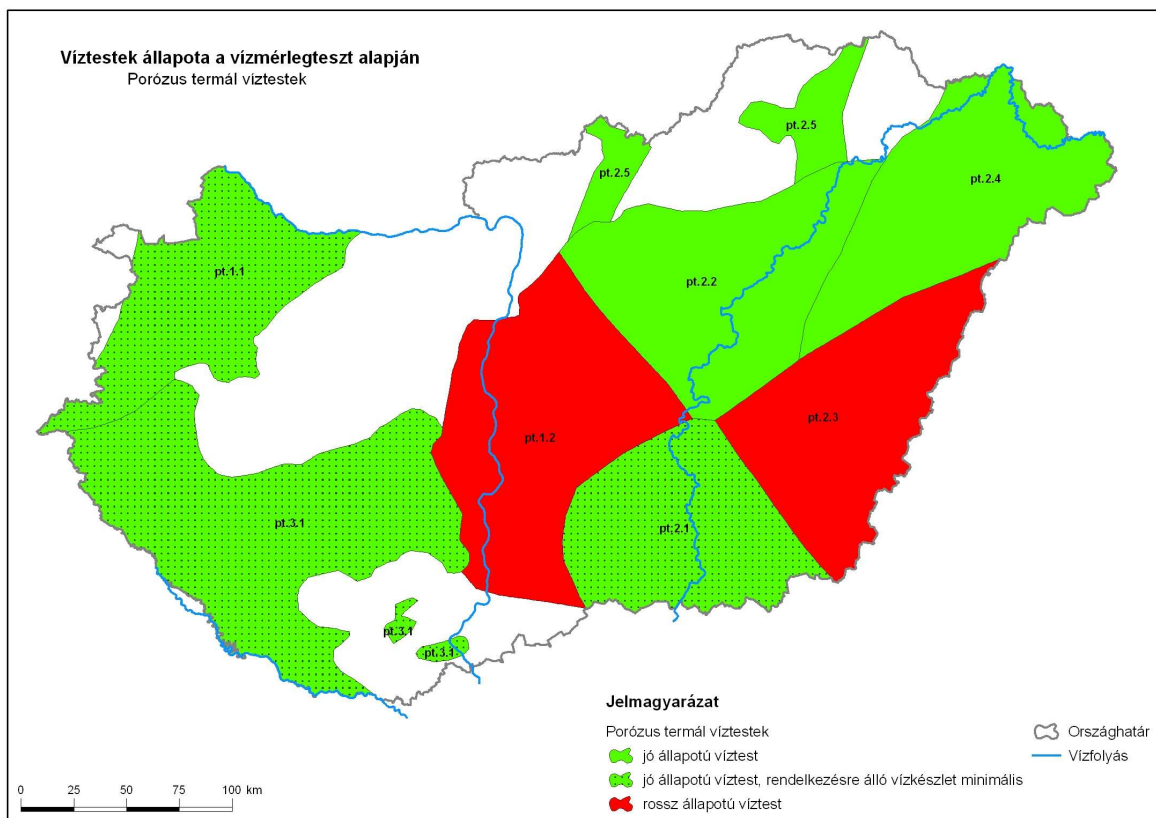 Víztestek állapota a vízmérlegteszt alapján
Porózus termál víztestek
pt.2.5
pt.2.5
pt.2.4
pt.1.1
pt.2.2
pt.2.3
pt.1.2
pt.3.1
pt.2.1
pt.3.1
pt.3.1
Jelmagyarázat
Porózus termál víztestek
jó állapotú víztest
jó állapotú víztest, rendelkezésre álló vízkészlet minimális
rossz állapotú víztest
Országhatár
Vízfolyás
0 25 50 75 100 km